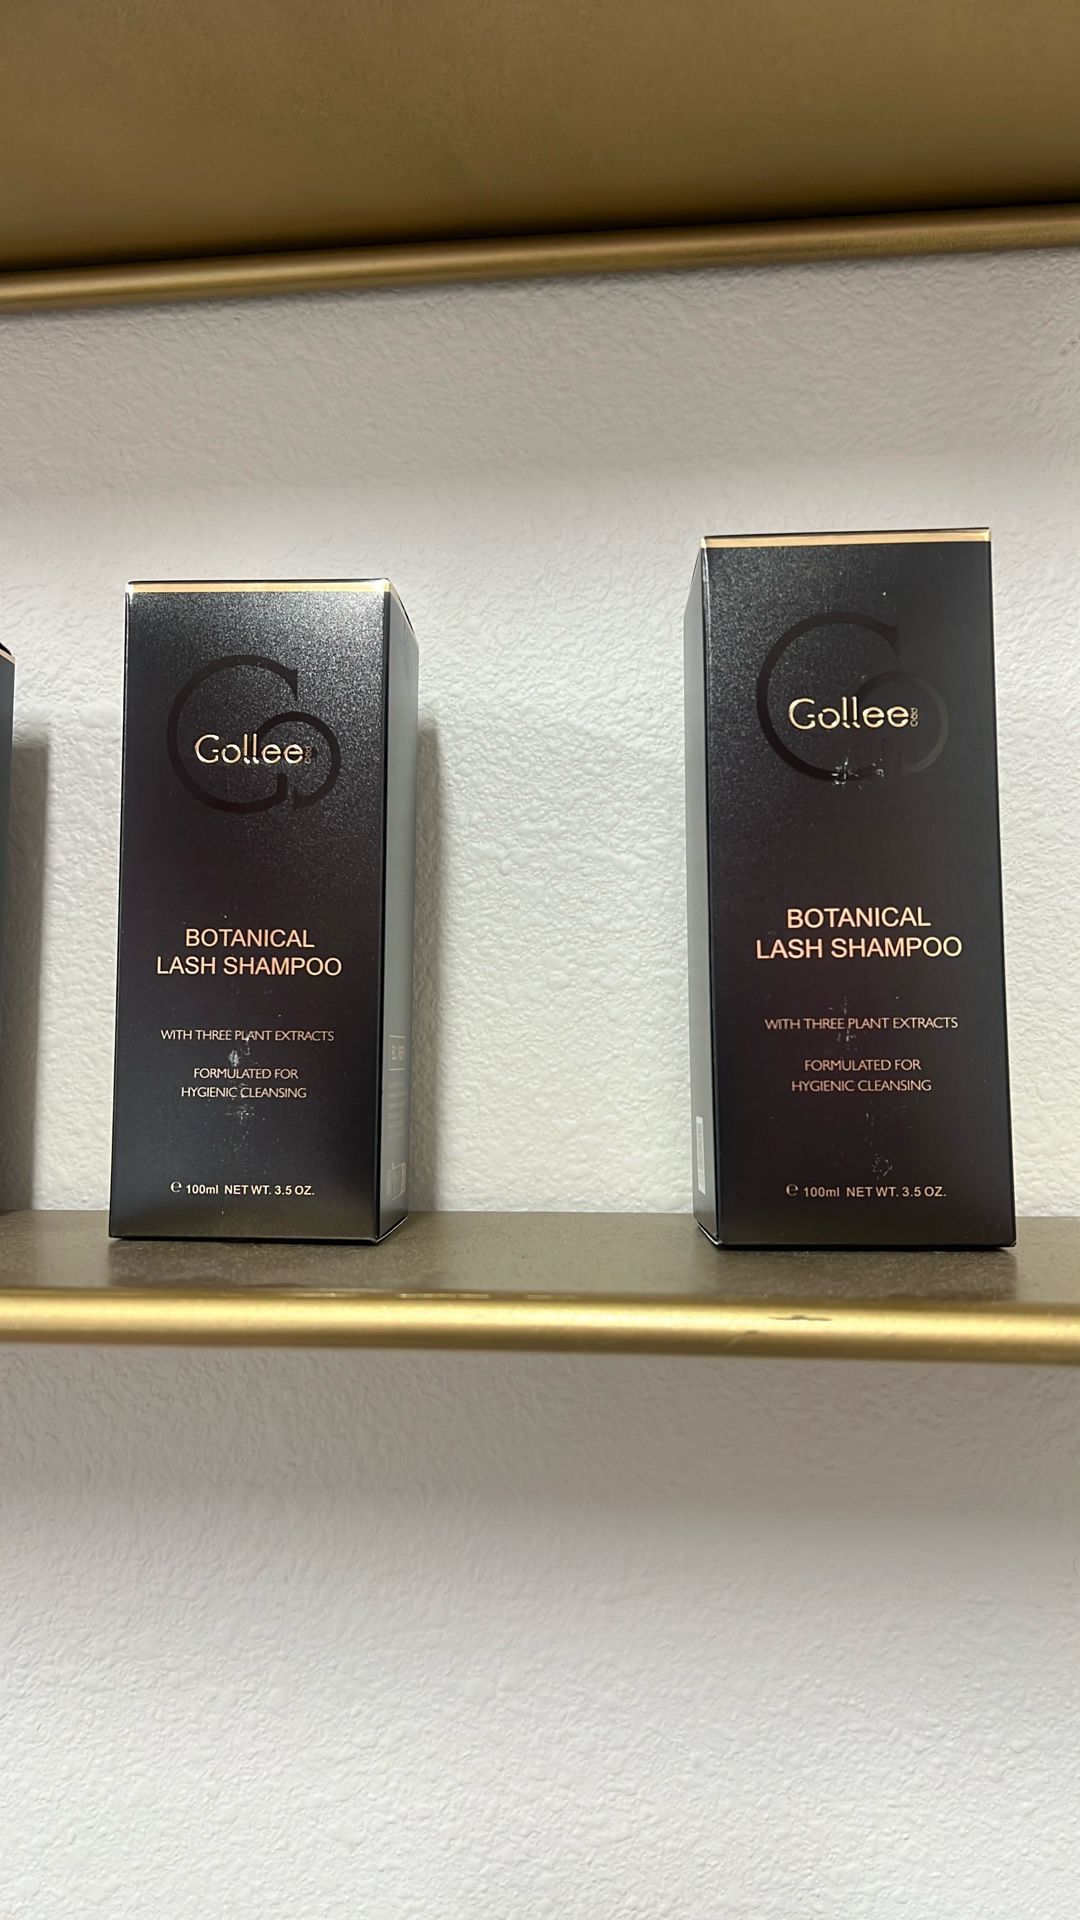 Gollee
BOTANICAL
LASH SHAMPOO
WITH THREE PLANT EXTRACTS
FORMULATED FOR
HYGIENIC CLEANSING
℮ 100ml NET WT. 3.5 OZ.
Gollee PRO
BOTANICAL
LASH SHAMPOO
WITH THREE PLANT EXTRACTS
FORMULATED FOR
HYGIENIC CLEANSING
℮ 100ml NET WT. 3.5 OZ.